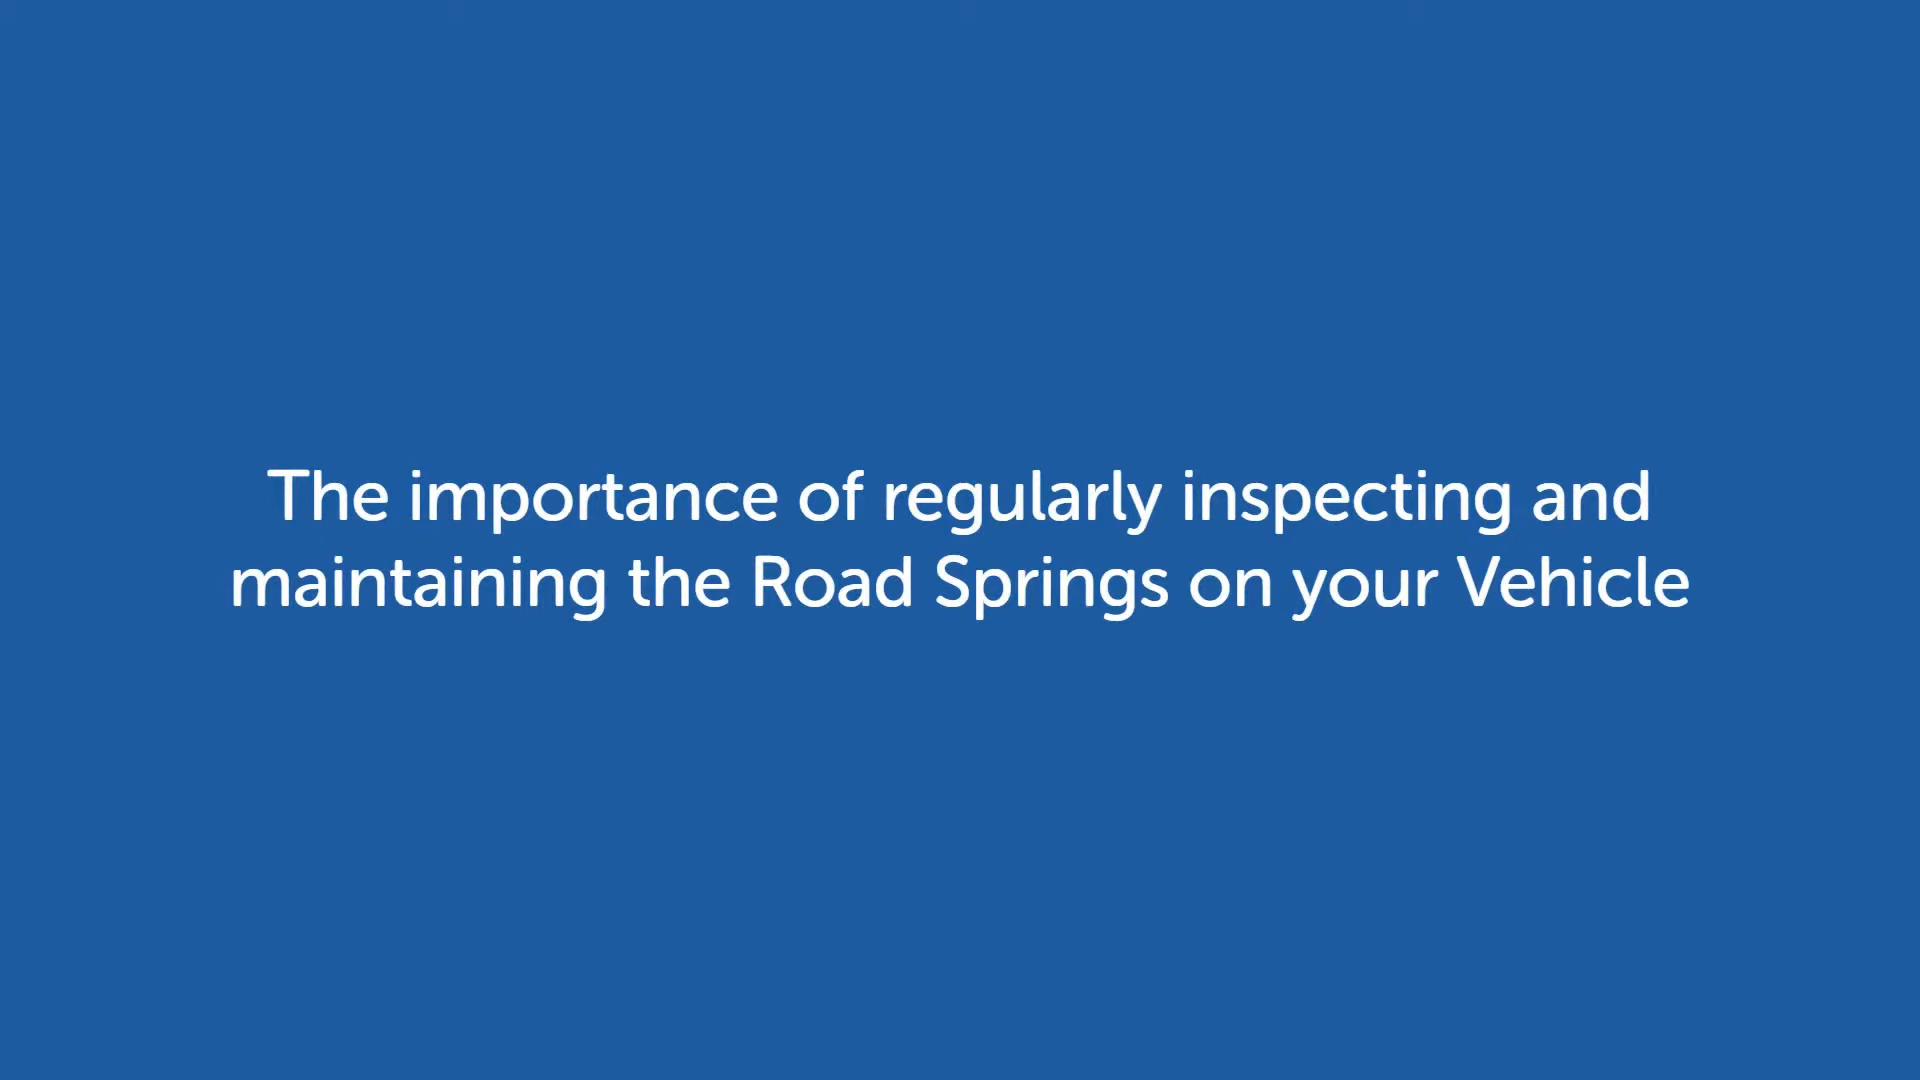 The importance of regularly inspecting and
maintaining the Road Springs on your Vehicle